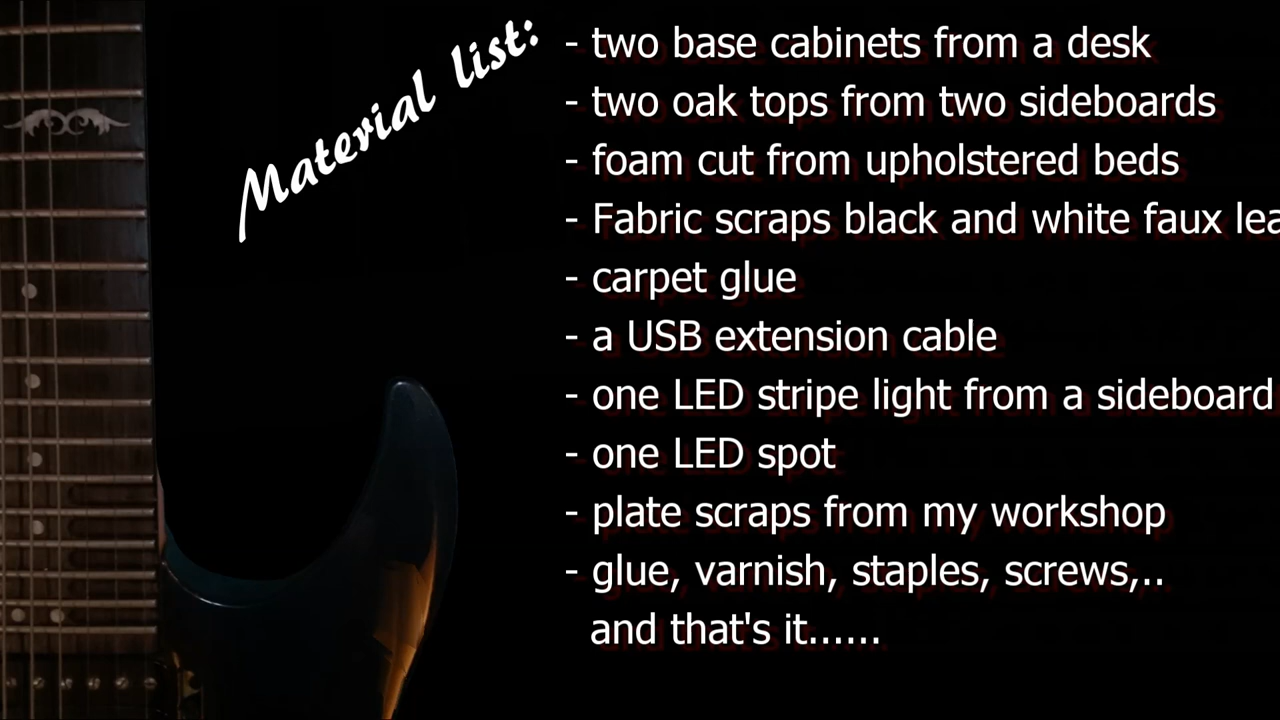 Material list:
- two base cabinets from a desk
- two oak tops from two sideboards
- foam cut from upholstered beds
- Fabric scraps black and white faux
- carpet glue
- a USB extension cable
- one LED stripe light from a sideboard
- one LED spot
- plate scraps from my workshop
- glue, varnish, staples, screws,..
and that's it......